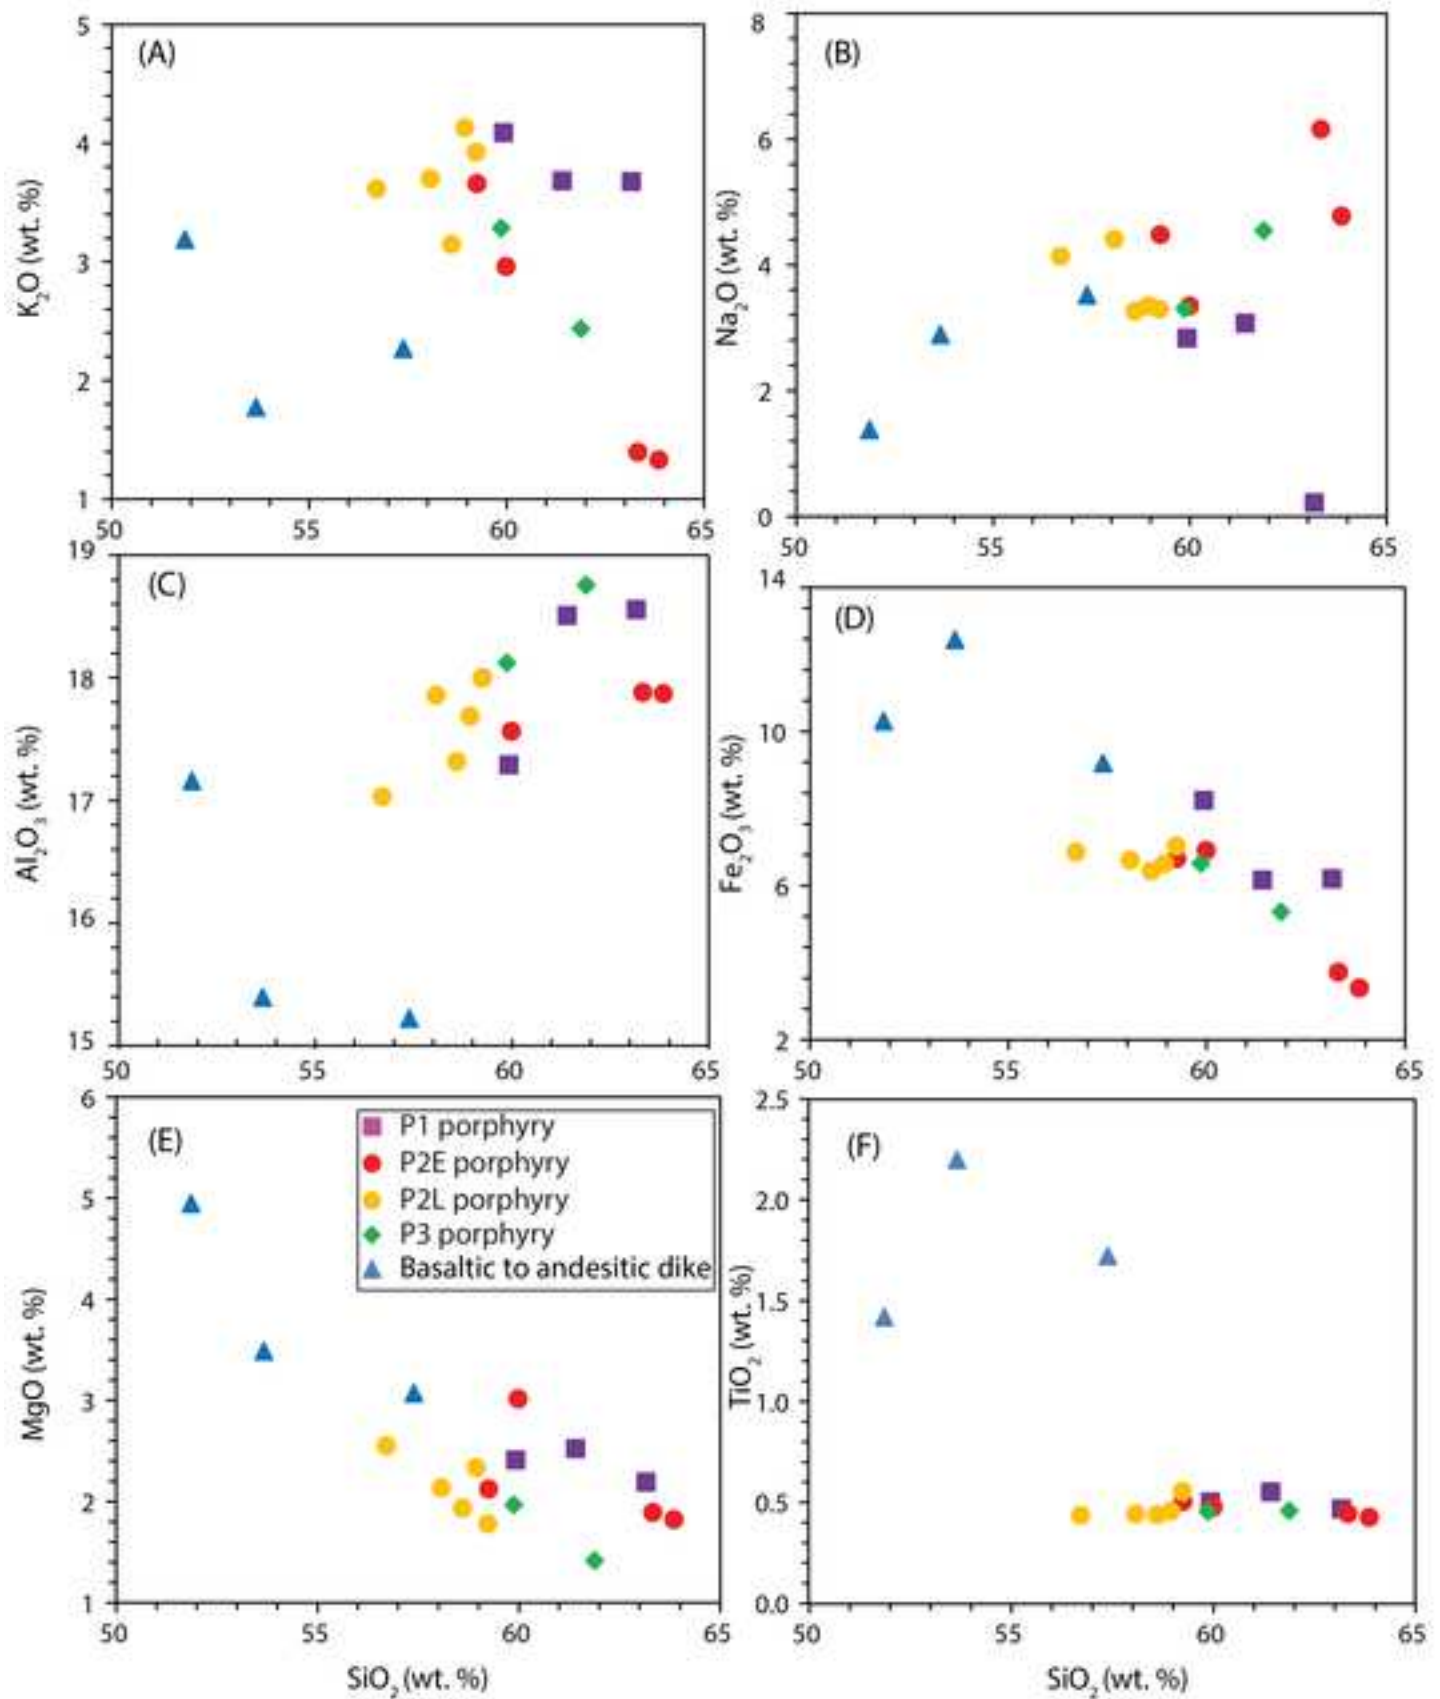 (A)
5
4
3
2
1
K2O (wt. %)
50 55 60 65
(B)
8
6
4
2
0
Na2O (wt. %)
50 55 60 65
(C)
19
18
17
16
15
Al2O3 (wt. %)
50 55 60 65
(D)
14
10
6
2
Fe2O3 (wt. %)
50 55 60 65
(E)
6
5
4
3
2
1
MgO (wt. %)
P1 porphyry
P2E porphyry
P2L porphyry
P3 porphyry
Basaltic to andesitic dike
50 55 60 65
SiO2 (wt. %)
(F)
2.5
2.0
1.5
1.0
0.5
0.0
TiO2 (wt. %)
50 55 60 65
SiO2 (wt. %)